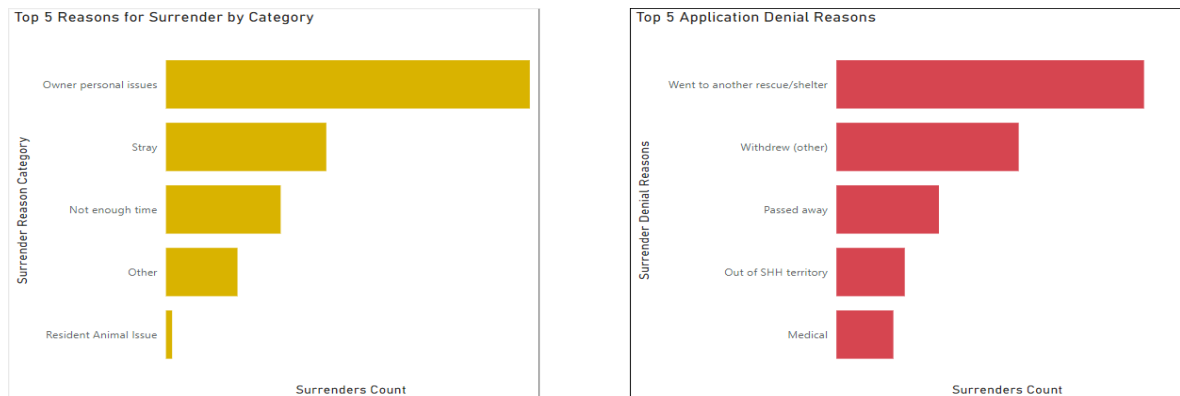 Top 5 Reasons for Surrender by Category
Surrender Reason Category
Owner personal issues
Stray
Not enough time
Other
Resident Animal Issue
Surrenders Count
Top 5 Application Denial Reasons
Surrender Denial Reasons
Went to another rescue/shelter
Withdrew (other)
Passed away
Out of SHH territory
Medical
Surrenders Count